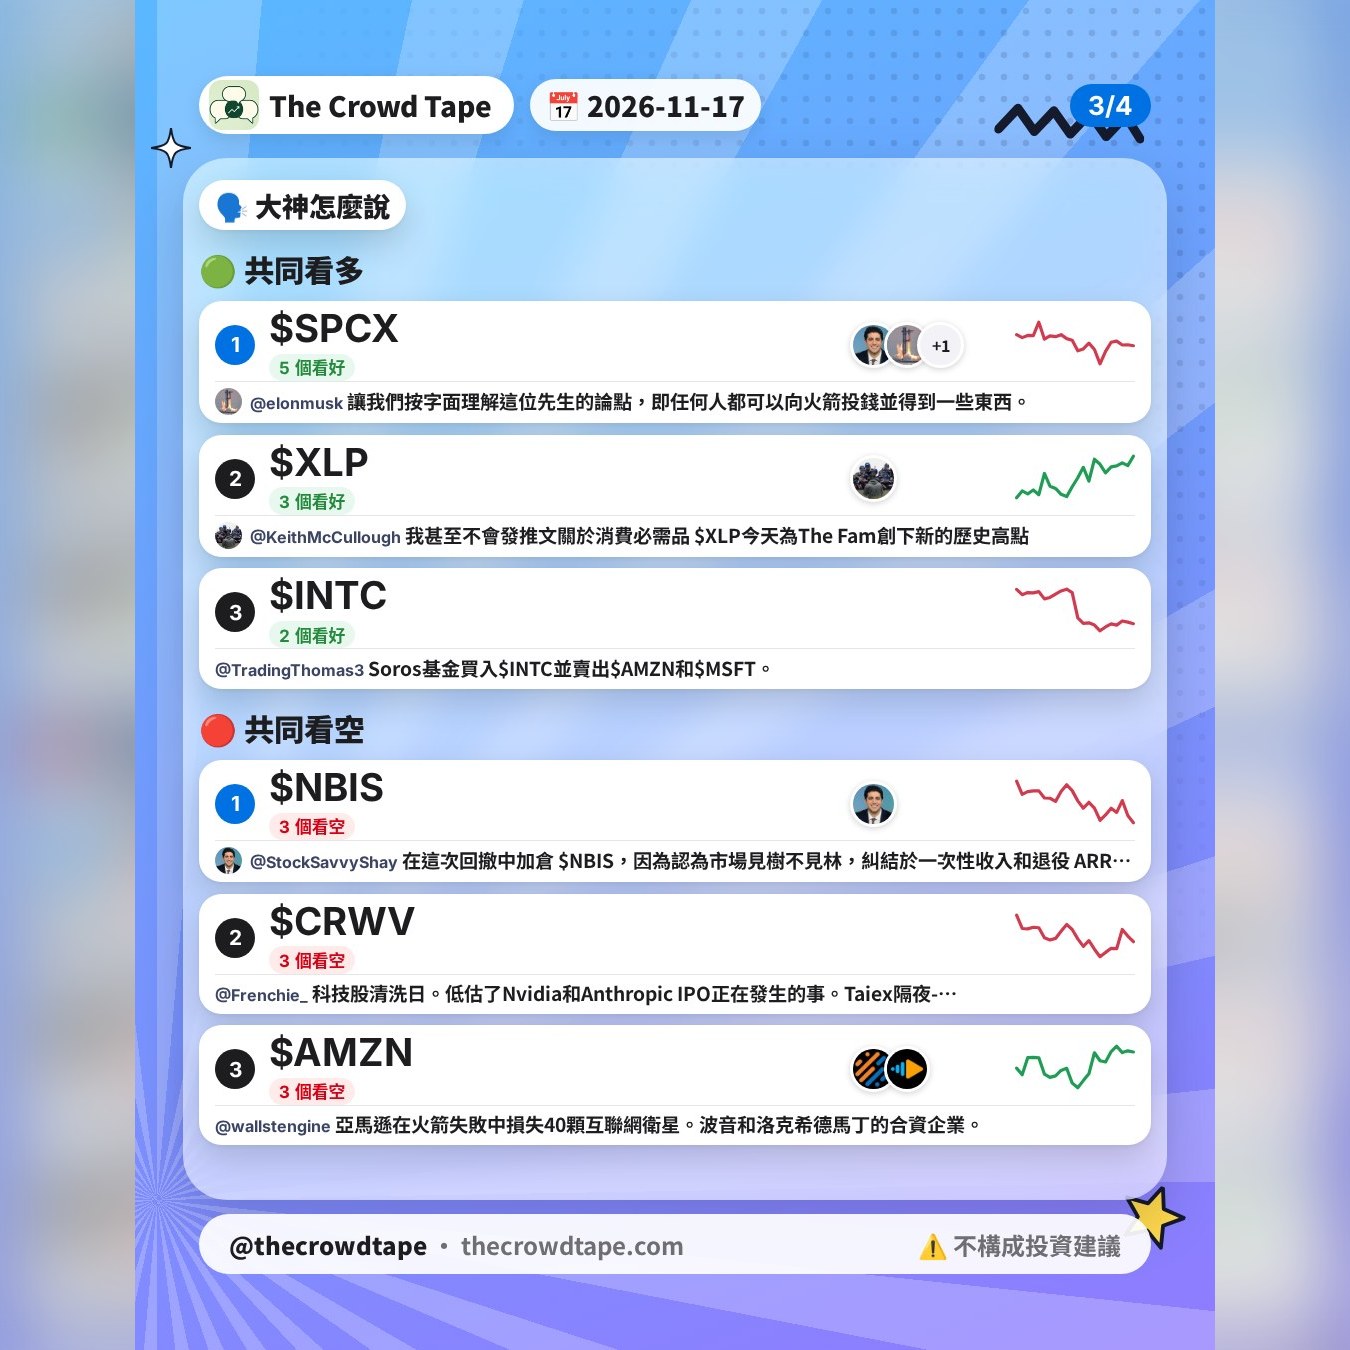 The Crowd Tape
July 17 2026-11-17
3/4
大神怎麼說
共同看多
1 $SPCX
+1
5 個看好
@elonmusk 讓我們按字面理解這位先生的論點，即任何人都可以向火箭投錢並得到一些東西。
2 $XLP
3 個看好
@KeithMcCullough 我甚至不會發推文關於消費必需品 $XLP今天為The Fam創下新的歷史高點
3 $INTC
2 個看好
@TradingThomas3 Soros基金買入$INTC並賣出$AMZN和$MSFT。
共同看空
1 $NBIS
3 個看空
@StockSavvyShay 在這次回撤中加倉 $NBIS，因為認為市場見樹不見林，糾結於一次性收入和退役 ARR…
2 $CRWV
3 個看空
@Frenchie_ 科技股清洗日。低估了Nvidia和Anthropic IPO正在發生的事。Taiex隔夜-…
3 $AMZN
3 個看空
@wallstengine 亞馬遜在火箭失敗中損失40顆互聯網衛星。波音和洛克希德馬丁的合資企業。
@thecrowdtape • thecrowdtape.com
不構成投資建議